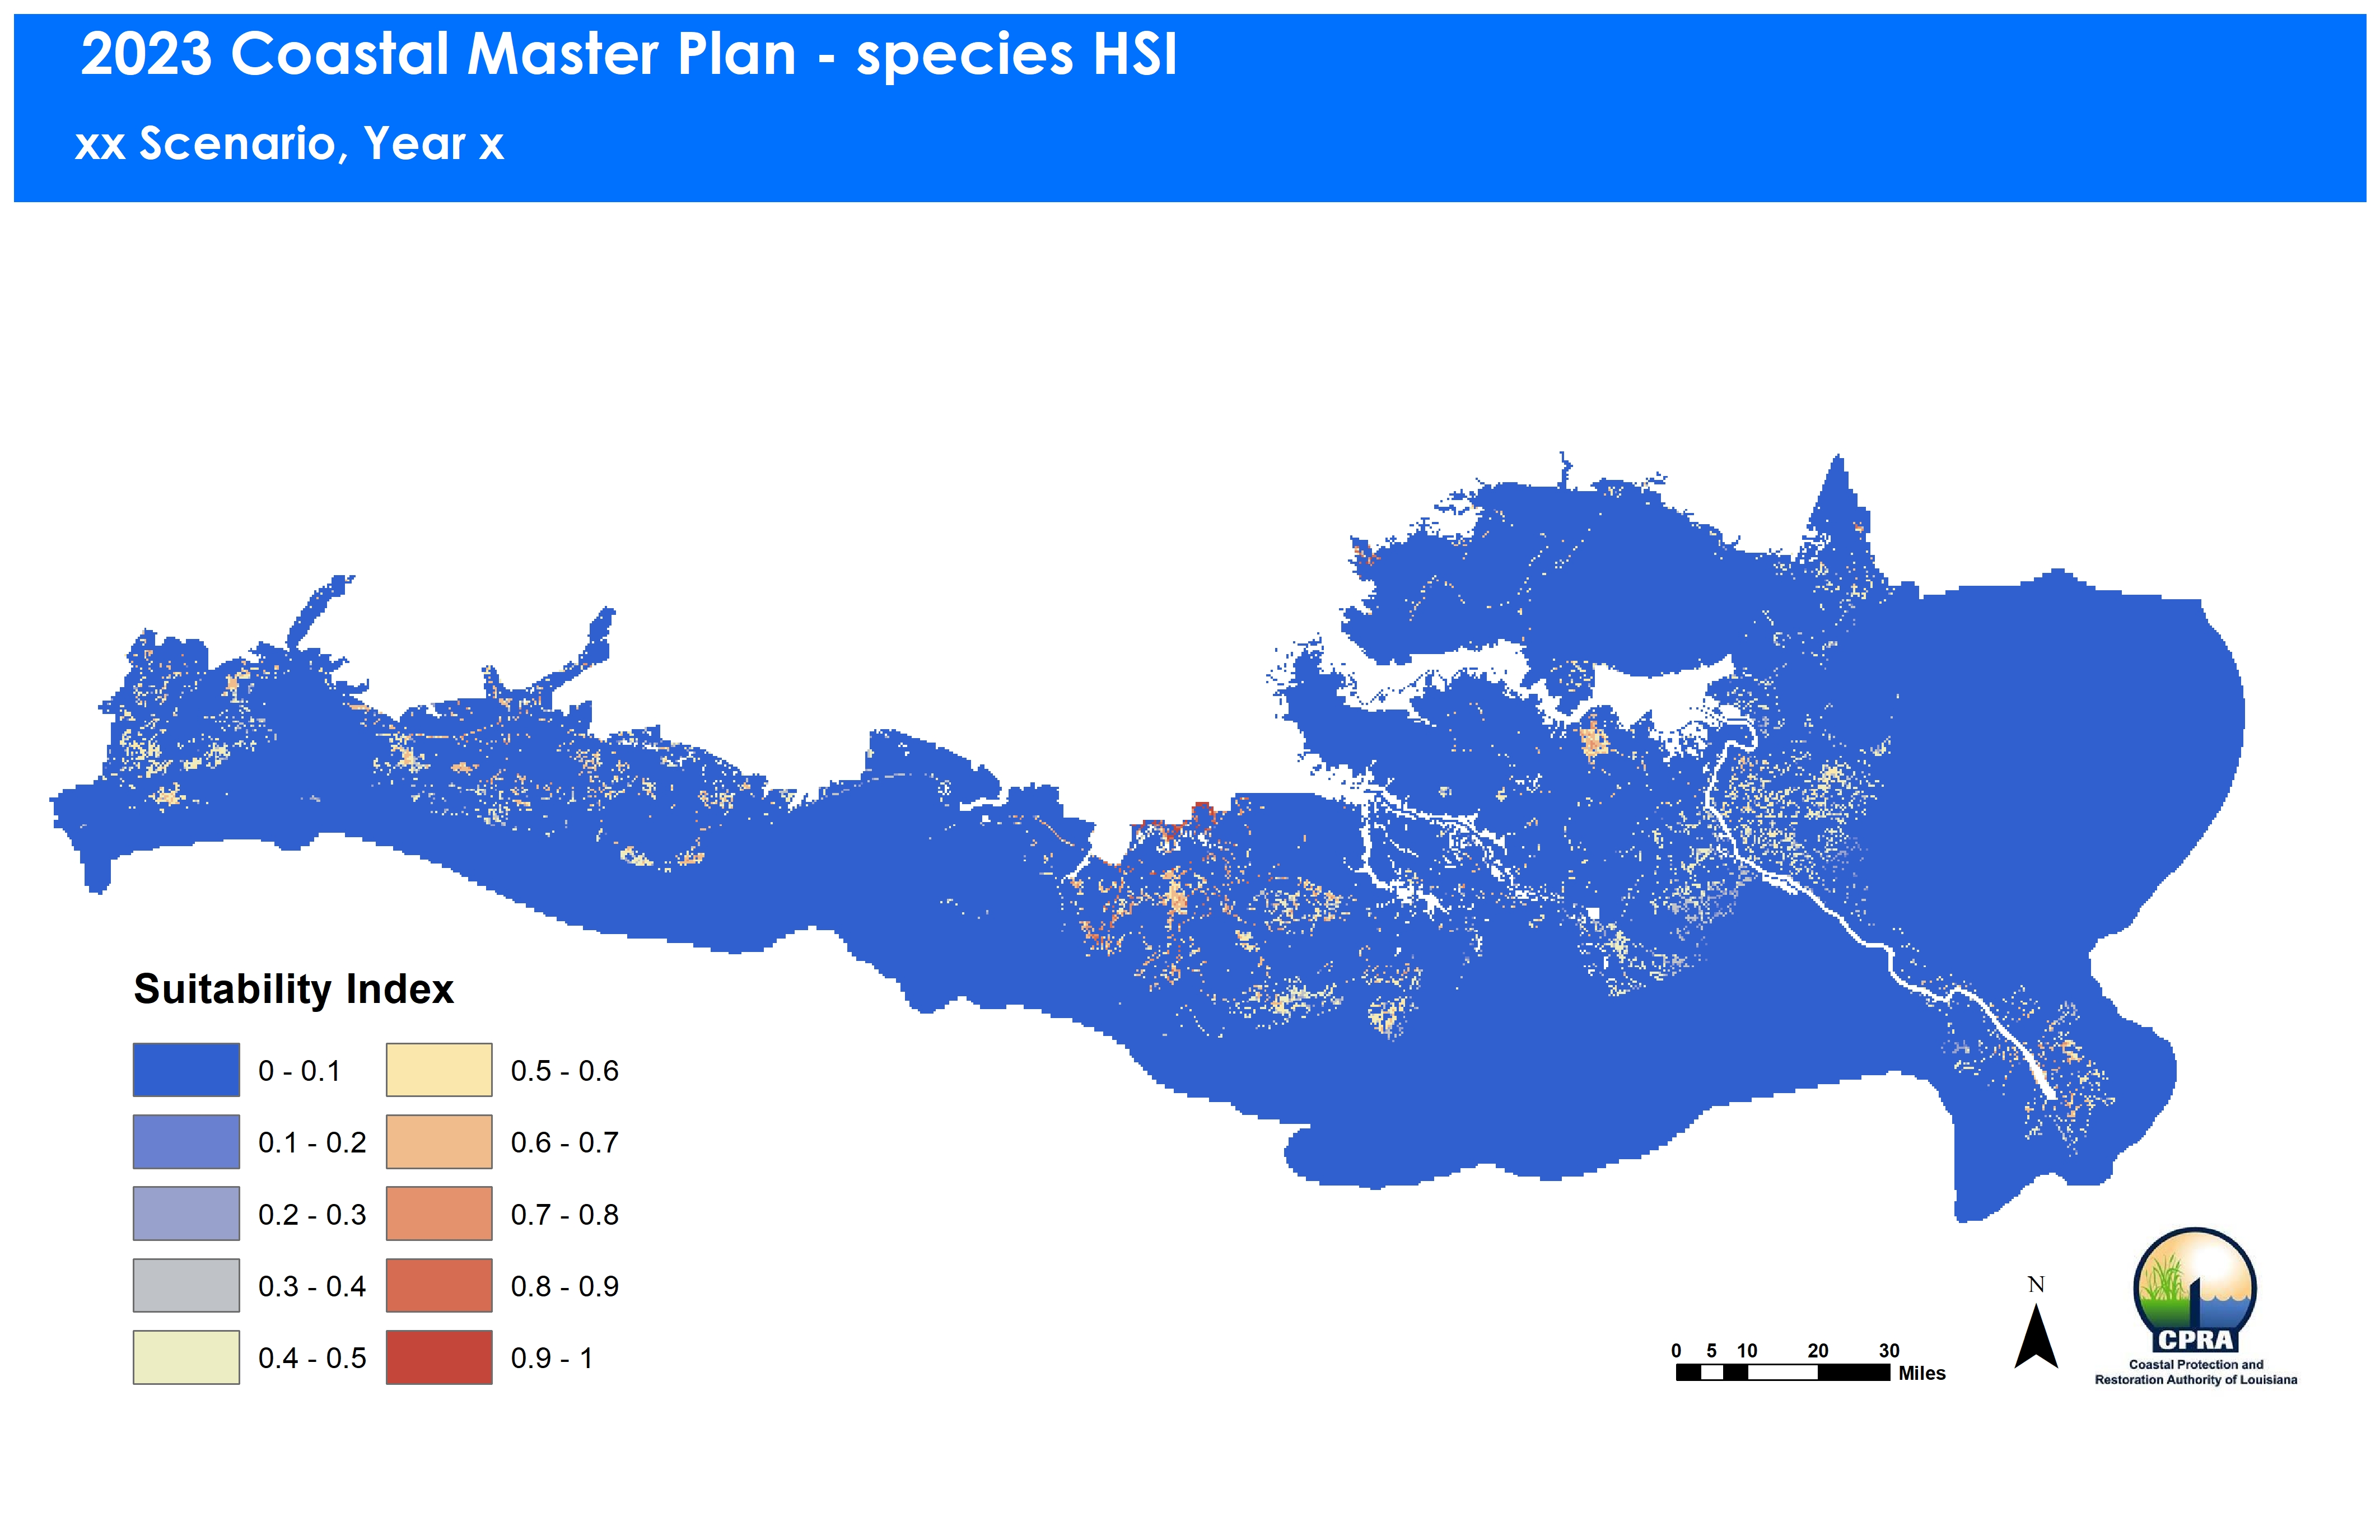 2023 Coastal Master Plan - species HSI
xx Scenario, Year x
Suitability Index
0 - 0.1
0.5 - 0.6
0.1 - 0.2
0.6 - 0.7
0.2 - 0.3
0.7 - 0.8
0.3 - 0.4
0.8 - 0.9
0.4 - 0.5
0.9 - 1
0 5 10 20 30
Miles
N
CPRA
Coastal Protection and
Restoration Authority of Louisiana